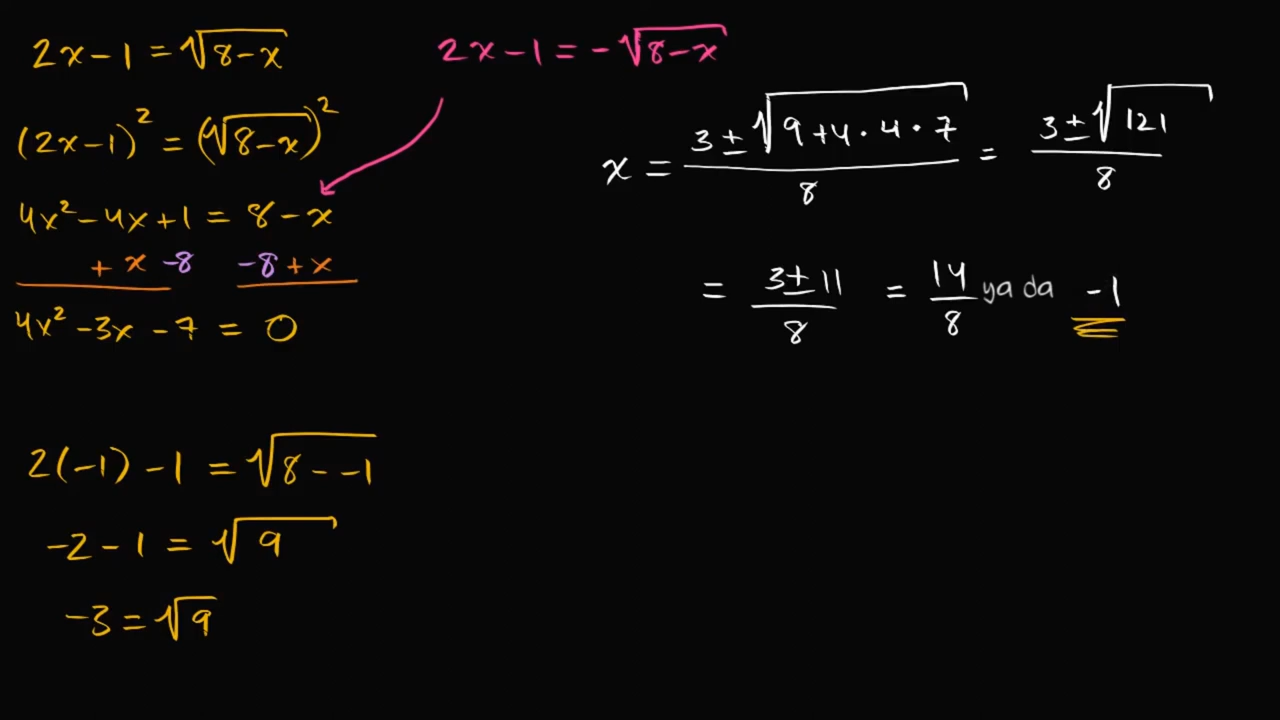 2x - 1 = √(8 - x)
(2x - 1)² = (√(8 - x))²
4x² - 4x + 1 = 8 - x
+ x - 8 - 8 + x
4x² - 3x - 7 = 0
2(-1) - 1 = √(8 - -1)
-2 - 1 = √9
-3 = √9
2x - 1 = -√(8 - x)
x = (3 ± √(9 + 4 · 4 · 7))/8 = (3 ± √121)/8
= (3 ± 11)/8 = 14/8 ya da -1